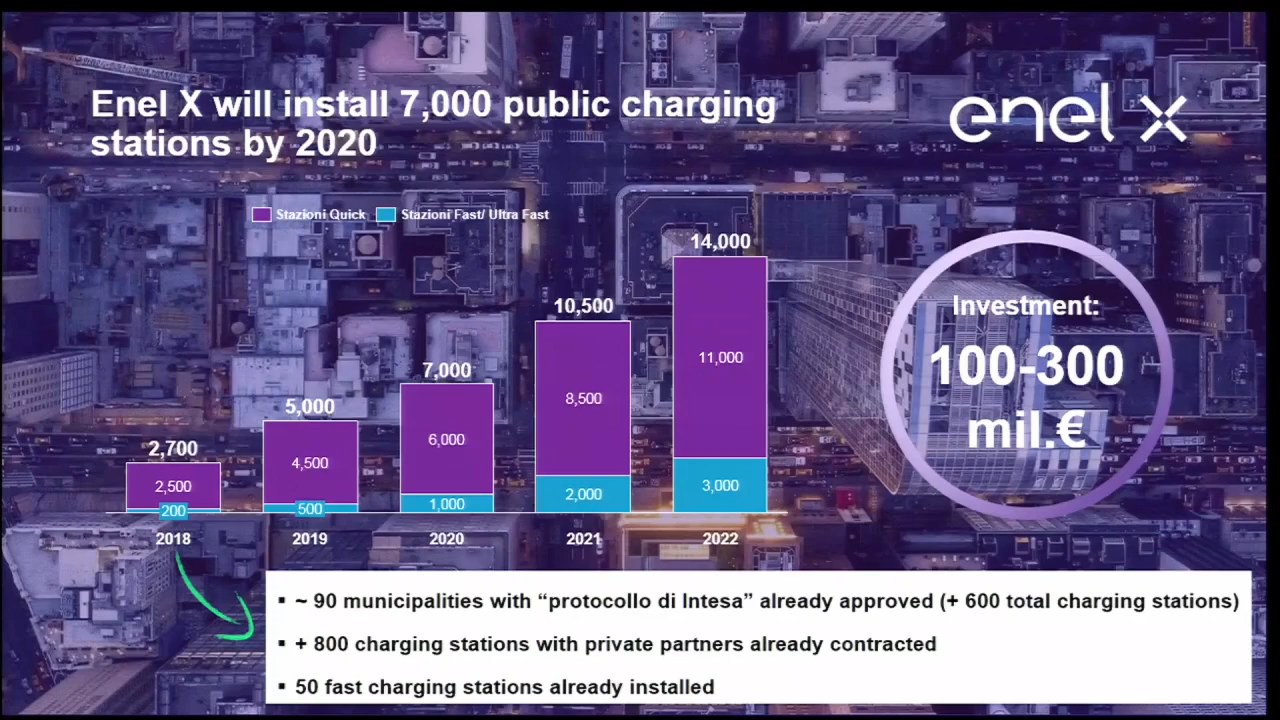 Enel X will install 7,000 public charging
stations by 2020
enel x
Stazioni Quick
Stazioni Fast/ Ultra Fast
14,000
10,500
7,000
5,000
2,700
11,000
8,500
6,000
4,500
2,500
3,000
2,000
1,000
500
200
2018
2019
2020
2021
2022
Investment:
100-300
mil.€
▪ ~ 90 municipalities with “protocollo di Intesa” already approved (+ 600 total charging stations)
▪ + 800 charging stations with private partners already contracted
▪ 50 fast charging stations already installed